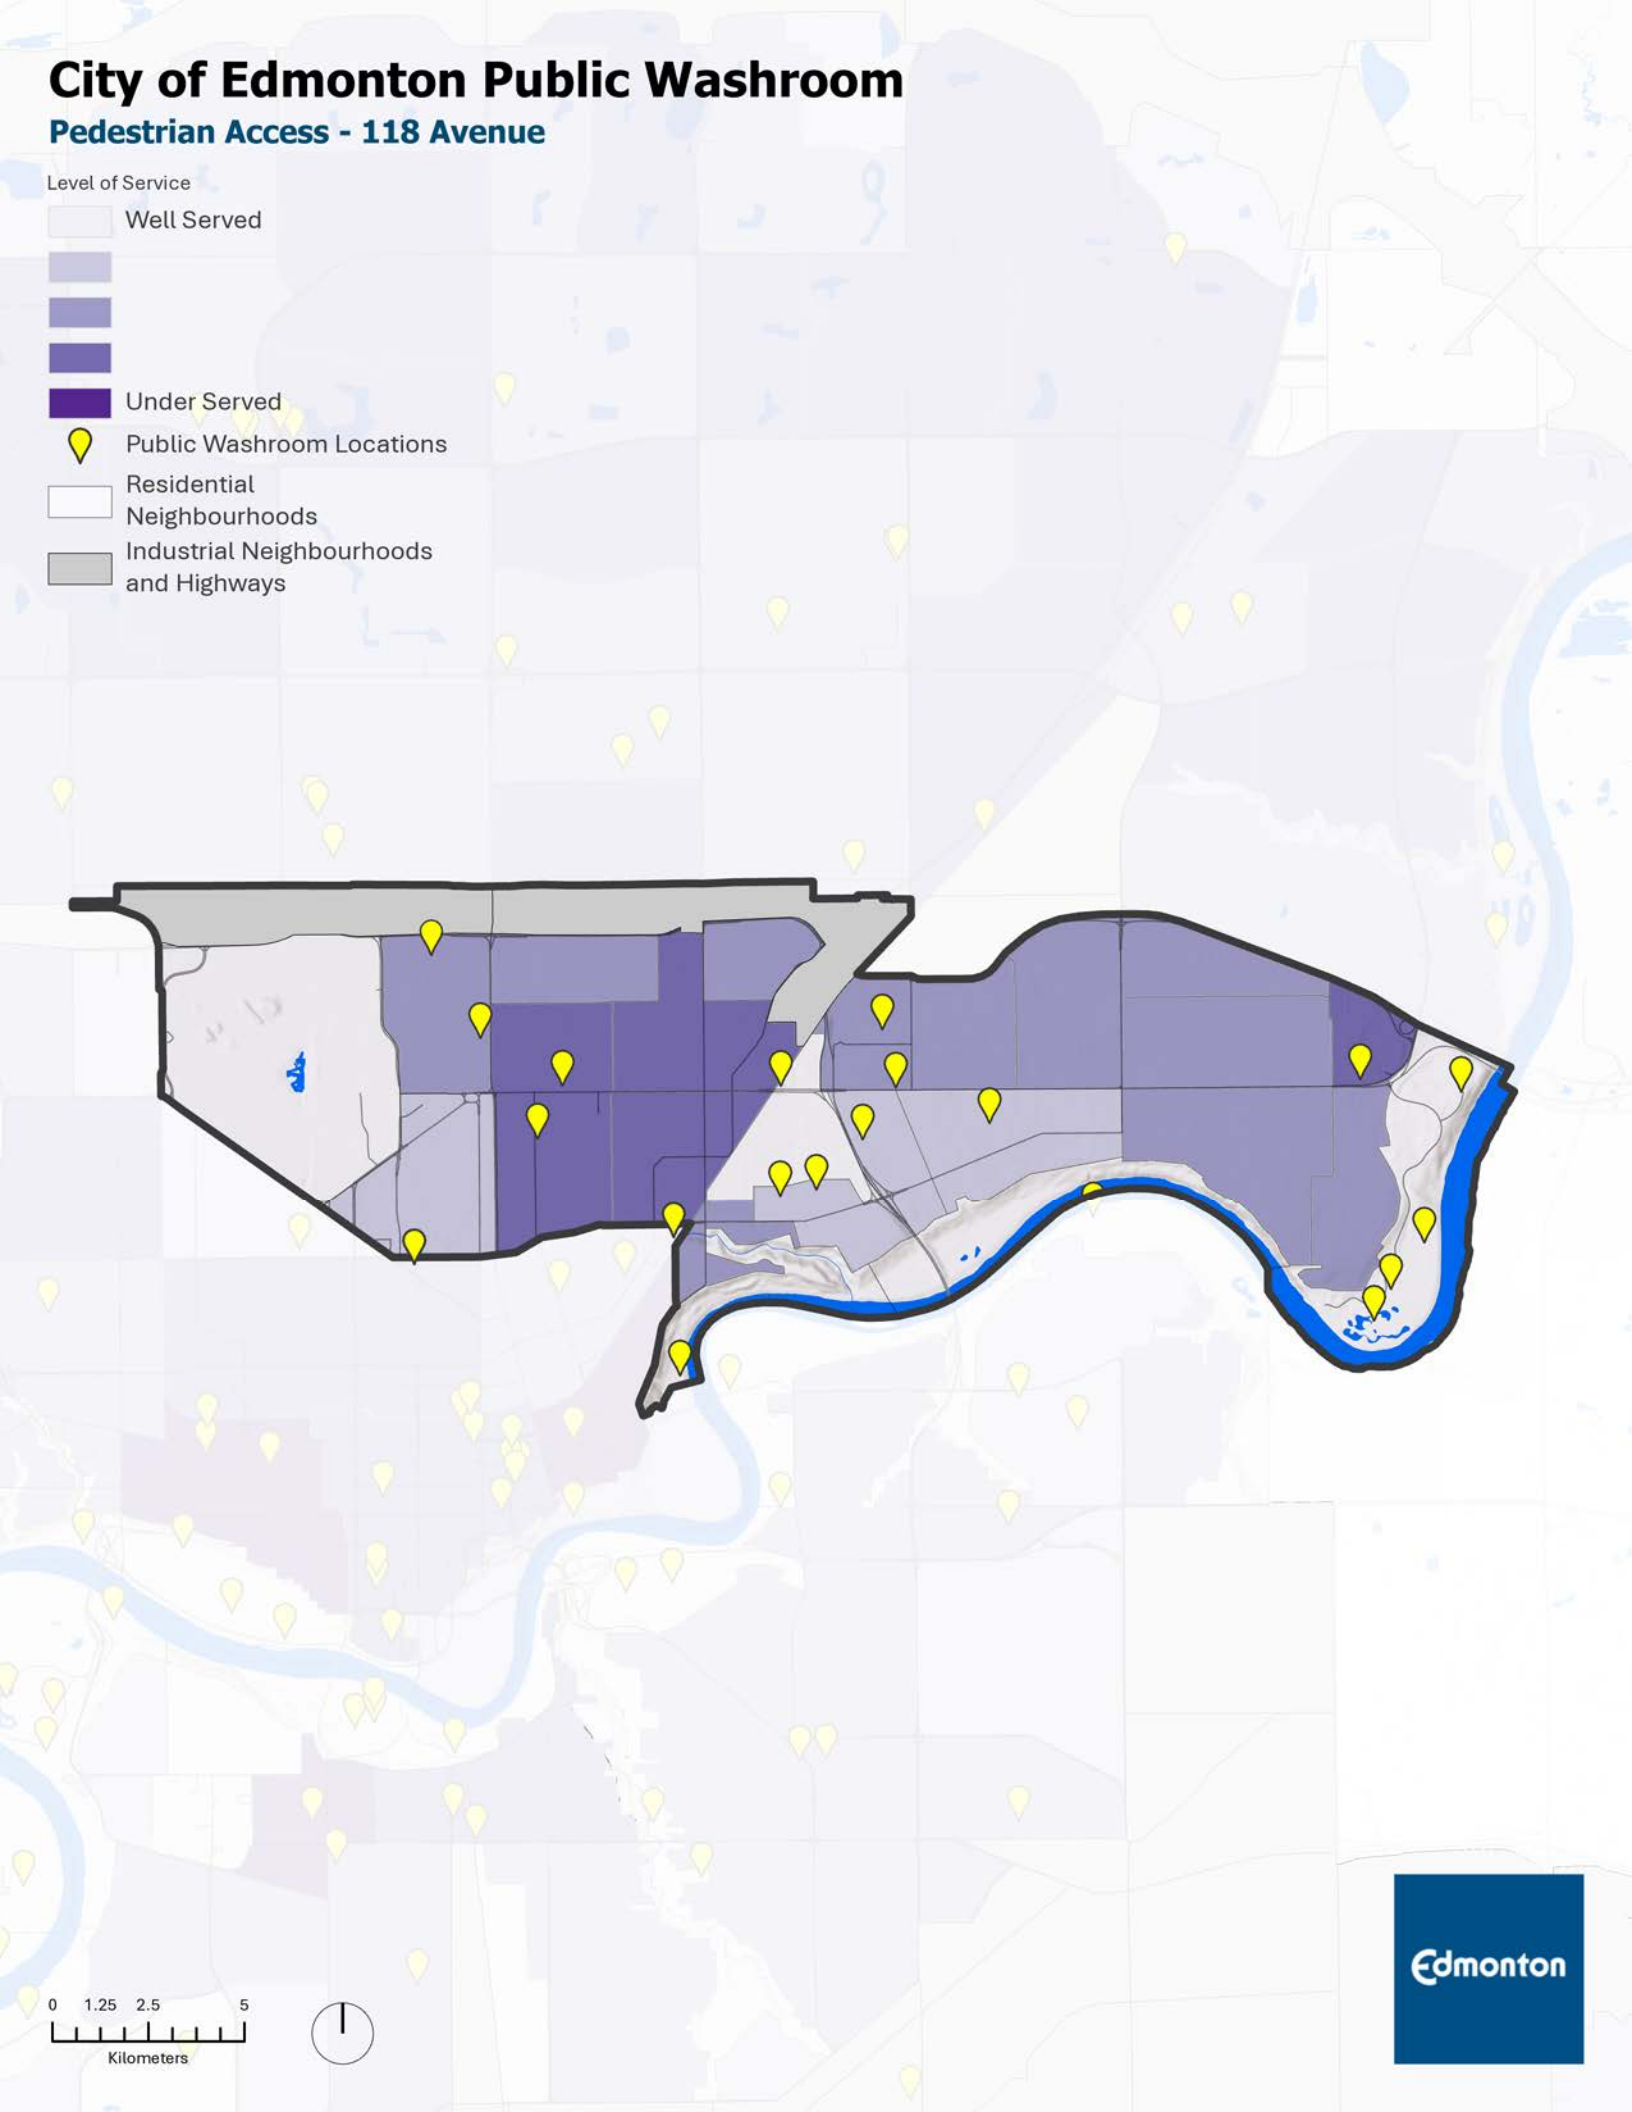 City of Edmonton Public Washroom
Pedestrian Access - 118 Avenue
Level of Service
Well Served
Under Served
Public Washroom Locations
Residential
Neighbourhoods
Industrial Neighbourhoods
and Highways
Edmonton
0 1.25 2.5 5
Kilometers